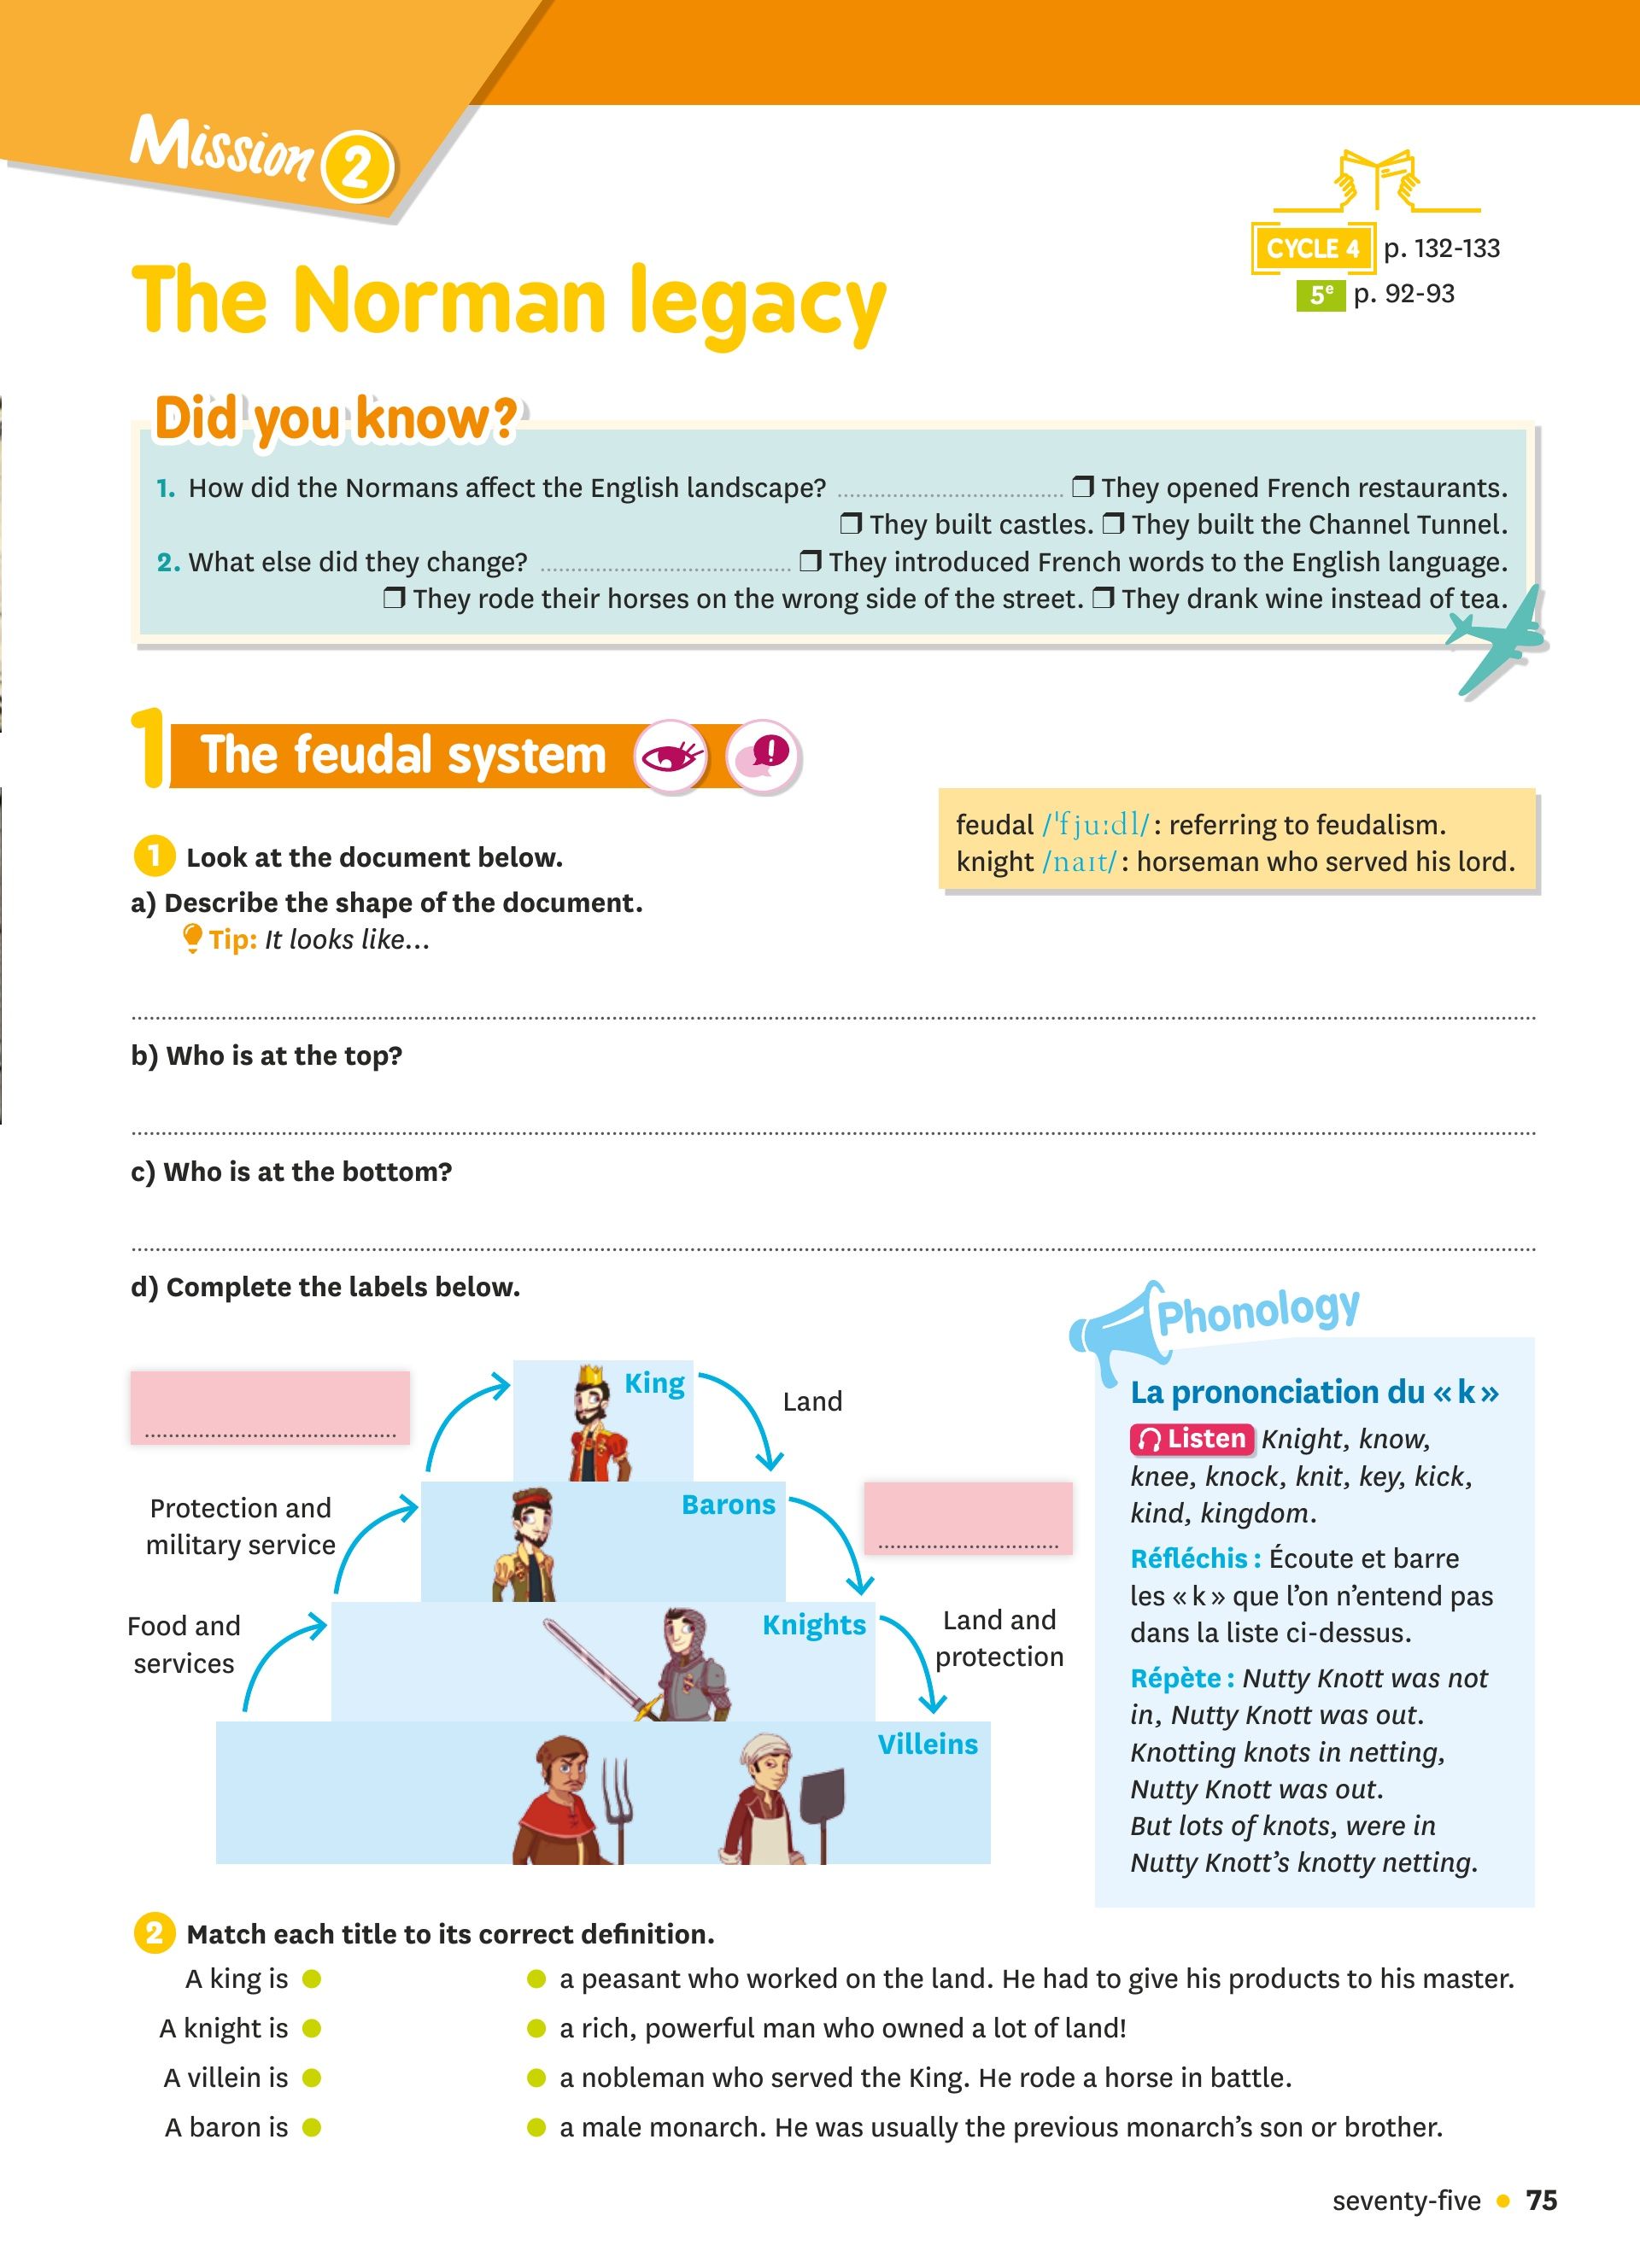 Mission 2
CYCLE 4 p. 132-133
5e p. 92-93
The Norman legacy
Did you know?
1. How did the Normans affect the English landscape? ❒ They opened French restaurants.
❒ They built castles. ❒ They built the Channel Tunnel.
2. What else did they change? ❒ They introduced French words to the English language.
❒ They rode their horses on the wrong side of the street. ❒ They drank wine instead of tea.
1 The feudal system
feudal /ˈfjuːdl/ : referring to feudalism.
knight /naɪt/ : horseman who served his lord.
1 Look at the document below.
a) Describe the shape of the document.
Tip: It looks like…
b) Who is at the top?
c) Who is at the bottom?
d) Complete the labels below.
King
Land
Protection and
military service
Barons
Food and
services
Knights
Land and
protection
Villeins
Phonology
La prononciation du « k »
Listen Knight, know,
knee, knock, knit, key, kick,
kind, kingdom.
Réfléchis : Écoute et barre
les « k » que l’on n’entend pas
dans la liste ci-dessus.
Répète : Nutty Knott was not
in, Nutty Knott was out.
Knotting knots in netting,
Nutty Knott was out.
But lots of knots, were in
Nutty Knott’s knotty netting.
2 Match each title to its correct definition.
A king is ● ● a peasant who worked on the land. He had to give his products to his master.
A knight is ● ● a rich, powerful man who owned a lot of land!
A villein is ● ● a nobleman who served the King. He rode a horse in battle.
A baron is ● ● a male monarch. He was usually the previous monarch’s son or brother.
seventy-five ● 75